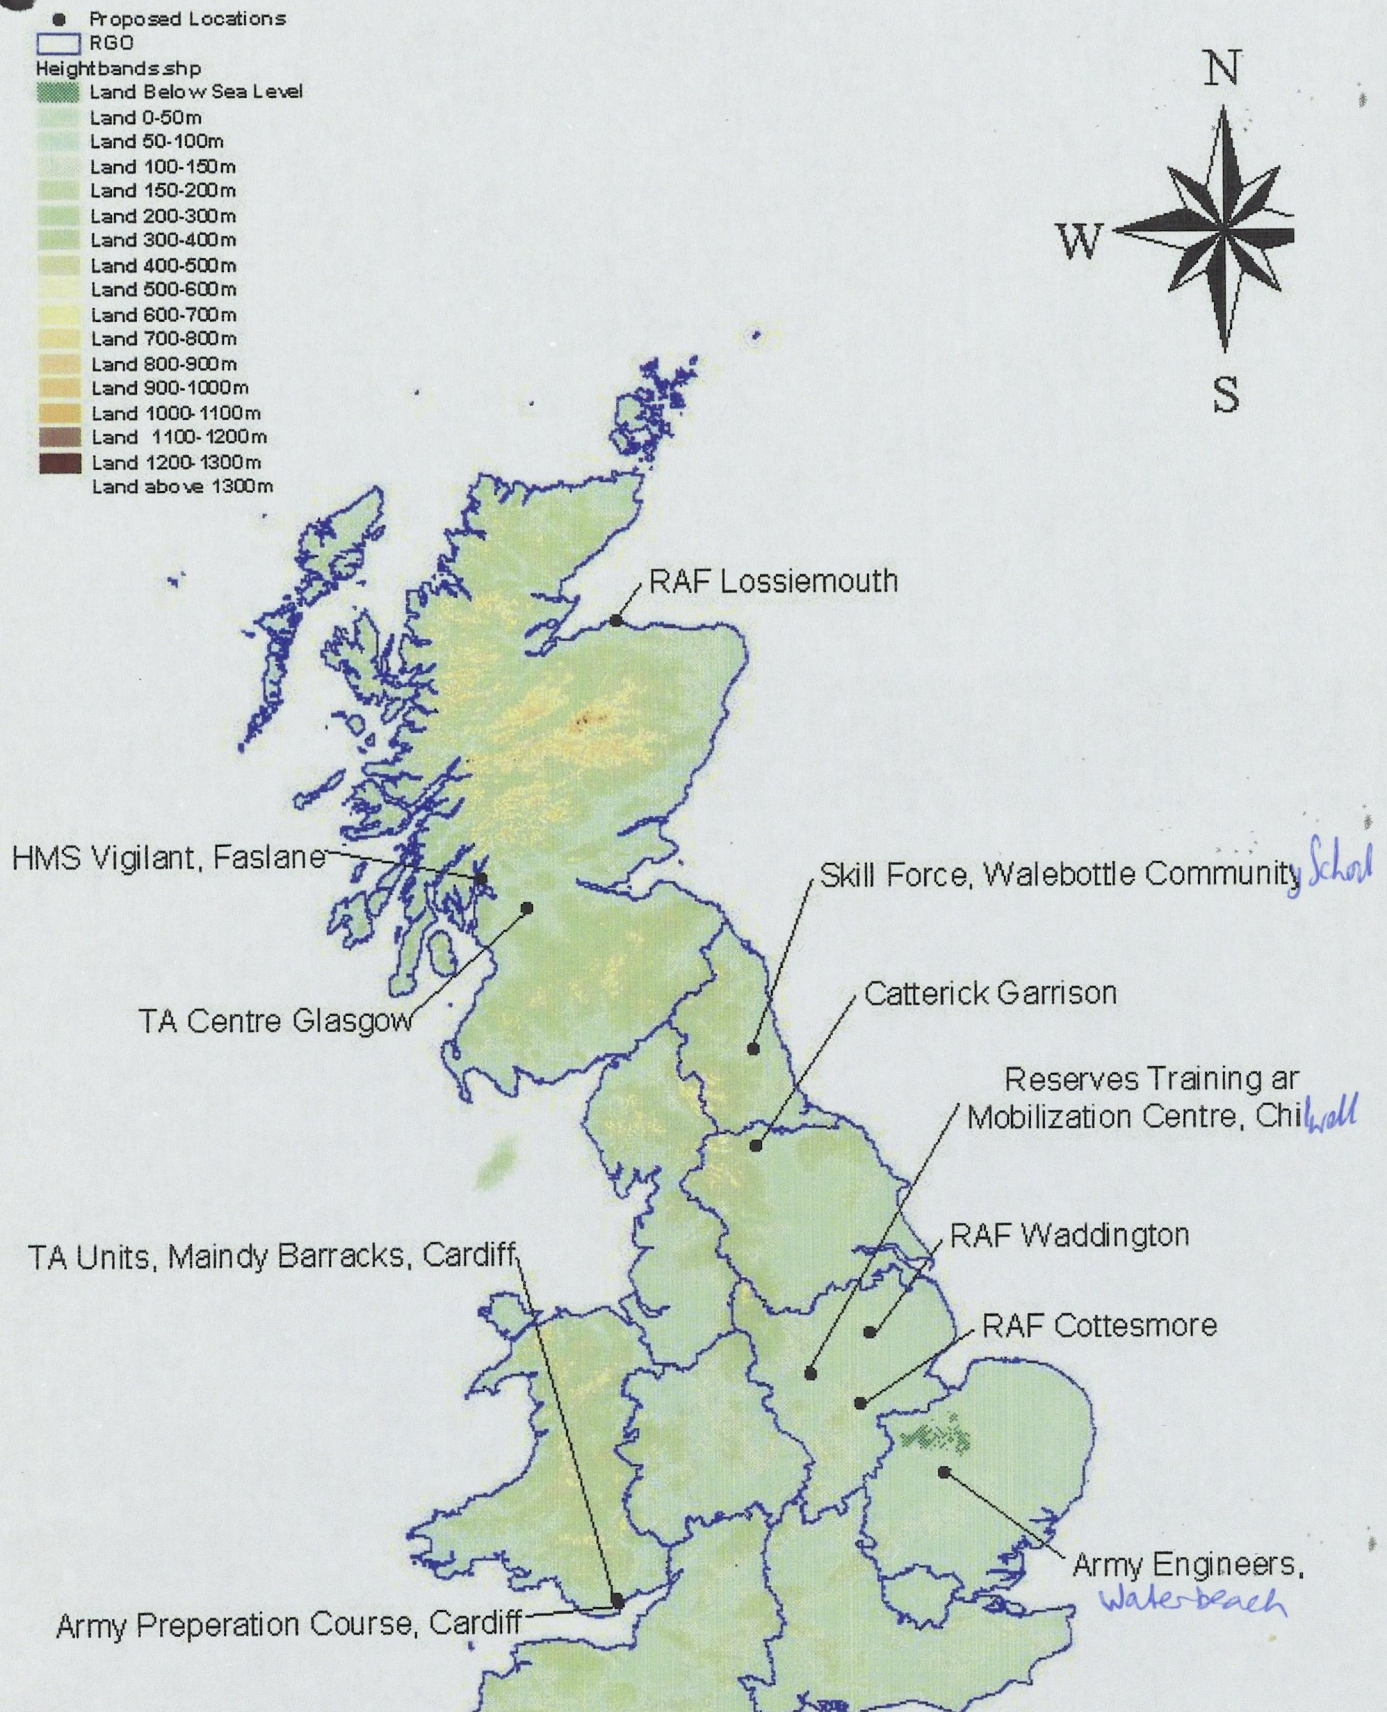 Proposed Locations
RGO
Heightbands.shp
Land Below Sea Level
Land 0-50m
Land 50-100m
Land 100-150m
Land 150-200m
Land 200-300m
Land 300-400m
Land 400-500m
Land 500-600m
Land 600-700m
Land 700-800m
Land 800-900m
Land 900-1000m
Land 1000-1100m
Land 1100-1200m
Land 1200-1300m
Land above 1300m
N
W
S
RAF Lossiemouth
HMS Vigilant, Faslane
Skill Force, Walebottle Community School
TA Centre Glasgow
Catterick Garrison
Reserves Training ar
Mobilization Centre, Chilwell
RAF Waddington
TA Units, Maindy Barracks, Cardiff
RAF Cottesmore
Army Engineers,
Waterbeach
Army Preperation Course, Cardiff